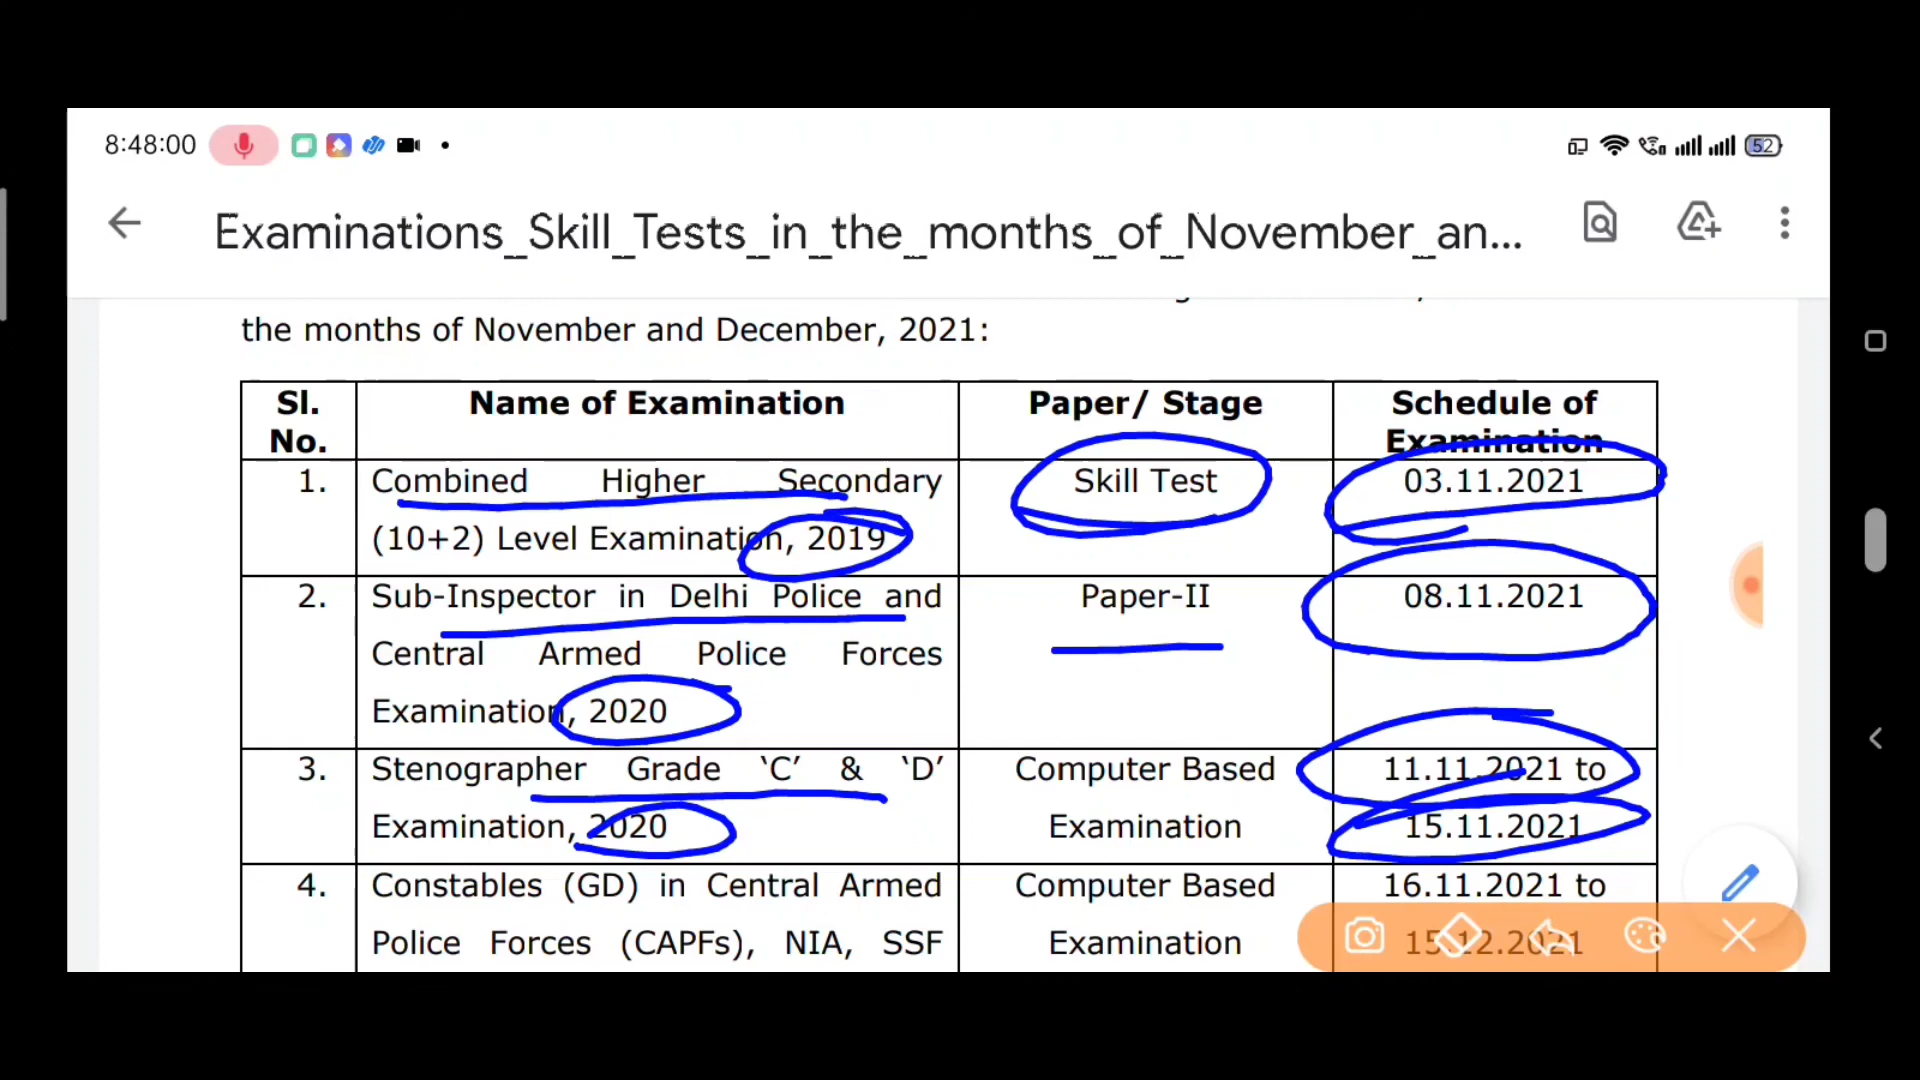 8:48:00
52
Examinations_Skill_Tests_in_the_months_of_November_an...
the months of November and December, 2021:
Sl. No. Name of Examination Paper/ Stage Schedule of Examination
1. Combined Higher Secondary (10+2) Level Examination, 2019 Skill Test 03.11.2021
2. Sub-Inspector in Delhi Police and Central Armed Police Forces Examination, 2020 Paper-II 08.11.2021
3. Stenographer Grade ‘C’ & ‘D’ Examination, 2020 Computer Based Examination 11.11.2021 to 15.11.2021
4. Constables (GD) in Central Armed Police Forces (CAPFs), NIA, SSF Computer Based Examination 16.11.2021 to 15.12.2021